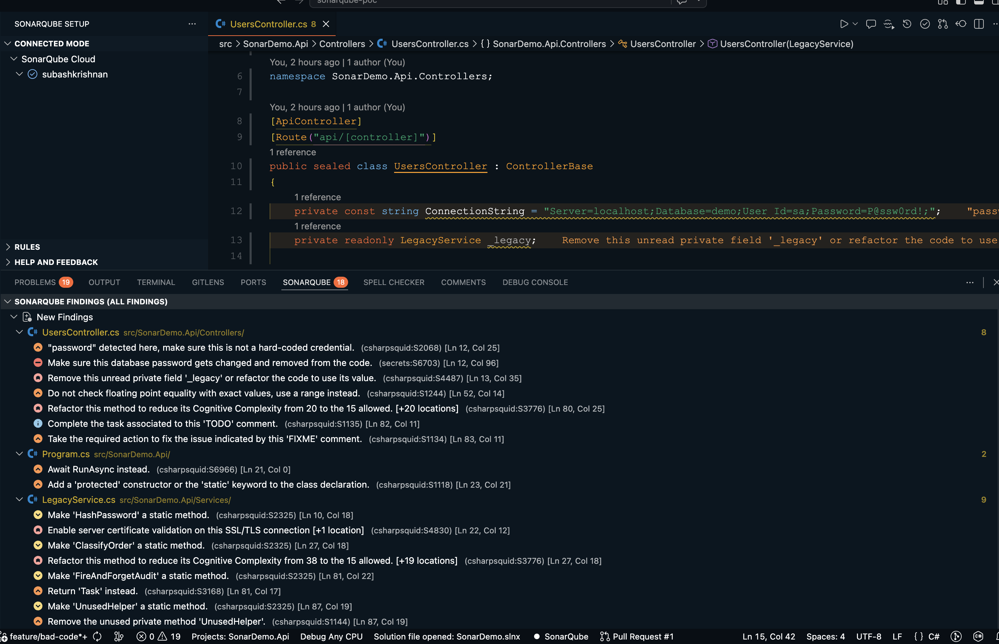 sonarqube-poc
SONARQUBE SETUP
CONNECTED MODE
SonarQube Cloud
subashkrishnan
RULES
HELP AND FEEDBACK
C# UsersController.cs 8
src > SonarDemo.Api > Controllers > C# UsersController.cs > {} SonarDemo.Api.Controllers > UsersController > UsersController(LegacyService)
You, 2 hours ago | 1 author (You)
6 namespace SonarDemo.Api.Controllers;
7
You, 2 hours ago | 1 author (You)
8 [ApiController]
9 [Route("api/[controller]")]
1 reference
10 public sealed class UsersController : ControllerBase
11 {
1 reference
12 private const string ConnectionString = "Server=localhost;Database=demo;User Id=sa;Password=P@ssw0rd!;"; "pass
1 reference
13 private readonly LegacyService _legacy; Remove this unread private field '_legacy' or refactor the code to use
14
PROBLEMS 19 OUTPUT TERMINAL GITLENS PORTS SONARQUBE 18 SPELL CHECKER COMMENTS DEBUG CONSOLE
SONARQUBE FINDINGS (ALL FINDINGS)
New Findings
C# UsersController.cs src/SonarDemo.Api/Controllers/ 8
"password" detected here, make sure this is not a hard-coded credential. (csharpsquid:S2068) [Ln 12, Col 25]
Make sure this database password gets changed and removed from the code. (secrets:S6703) [Ln 12, Col 96]
Remove this unread private field '_legacy' or refactor the code to use its value. (csharpsquid:S4487) [Ln 13, Col 35]
Do not check floating point equality with exact values, use a range instead. (csharpsquid:S1244) [Ln 52, Col 14]
Refactor this method to reduce its Cognitive Complexity from 20 to the 15 allowed. [+20 locations] (csharpsquid:S3776) [Ln 80, Col 25]
Complete the task associated to this 'TODO' comment. (csharpsquid:S1135) [Ln 82, Col 11]
Take the required action to fix the issue indicated by this 'FIXME' comment. (csharpsquid:S1134) [Ln 83, Col 11]
C# Program.cs src/SonarDemo.Api/ 2
Await RunAsync instead. (csharpsquid:S6966) [Ln 21, Col 0]
Add a 'protected' constructor or the 'static' keyword to the class declaration. (csharpsquid:S1118) [Ln 23, Col 21]
C# LegacyService.cs src/SonarDemo.Api/Services/ 9
Make 'HashPassword' a static method. (csharpsquid:S2325) [Ln 10, Col 18]
Enable server certificate validation on this SSL/TLS connection [+1 location] (csharpsquid:S4830) [Ln 22, Col 12]
Make 'ClassifyOrder' a static method. (csharpsquid:S2325) [Ln 27, Col 18]
Refactor this method to reduce its Cognitive Complexity from 38 to the 15 allowed. [+19 locations] (csharpsquid:S3776) [Ln 27, Col 18]
Make 'FireAndForgetAudit' a static method. (csharpsquid:S2325) [Ln 81, Col 22]
Return 'Task' instead. (csharpsquid:S3168) [Ln 81, Col 17]
Make 'UnusedHelper' a static method. (csharpsquid:S2325) [Ln 87, Col 19]
Remove the unused private method 'UnusedHelper'. (csharpsquid:S1144) [Ln 87, Col 19]
feature/bad-code*+ 0 19 Projects: SonarDemo.Api Debug Any CPU Solution file opened: SonarDemo.slnx SonarQube Pull Request #1 Ln 15, Col 42 Spaces: 4 UTF-8 LF {} C#